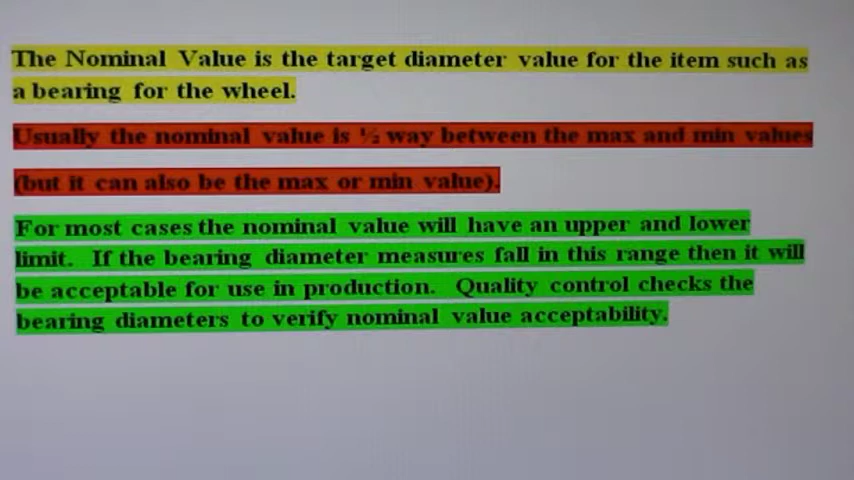 The Nominal Value is the target diameter value for the item such as
a bearing for the wheel.
Usually the nominal value is ½ way between the max and min values
(but it can also be the max or min value).
For most cases the nominal value will have an upper and lower
limit. If the bearing diameter measures fall in this range then it will
be acceptable for use in production. Quality control checks the
bearing diameters to verify nominal value acceptability.